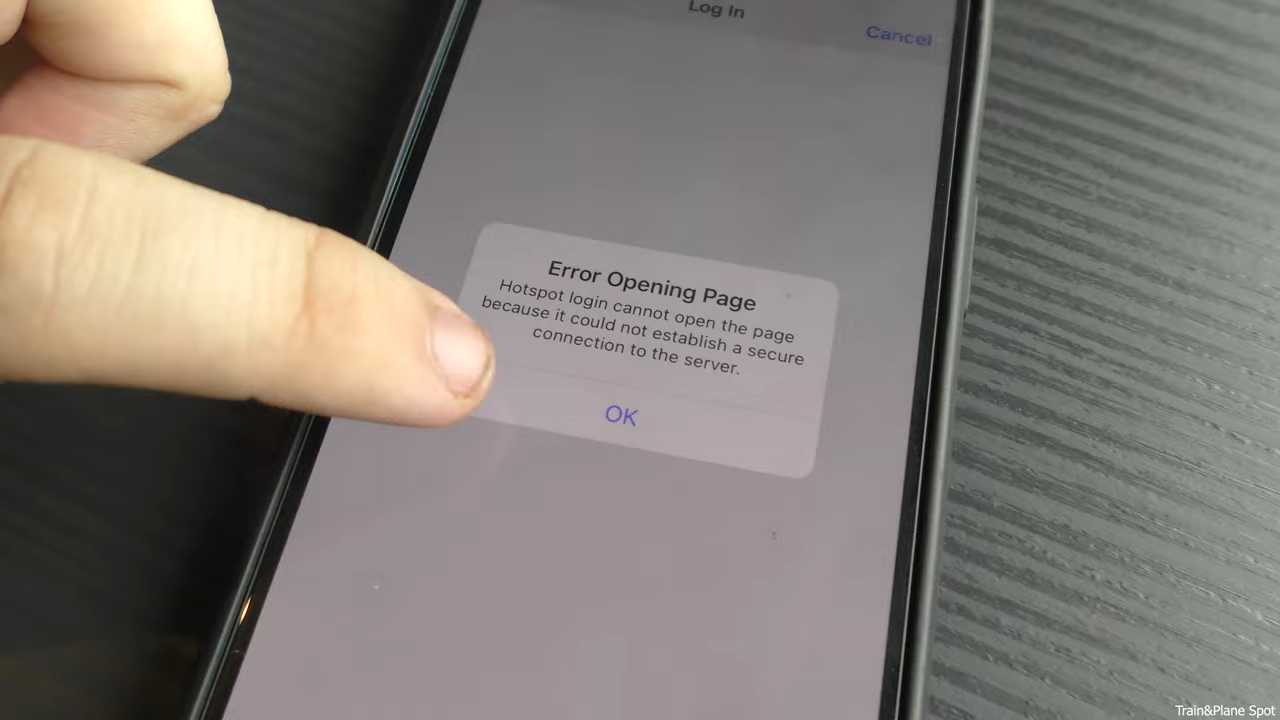 Log In
Cancel
Error Opening Page
Hotspot login cannot open the page
because it could not establish a secure
connection to the server.
OK
Train&Plane Spot